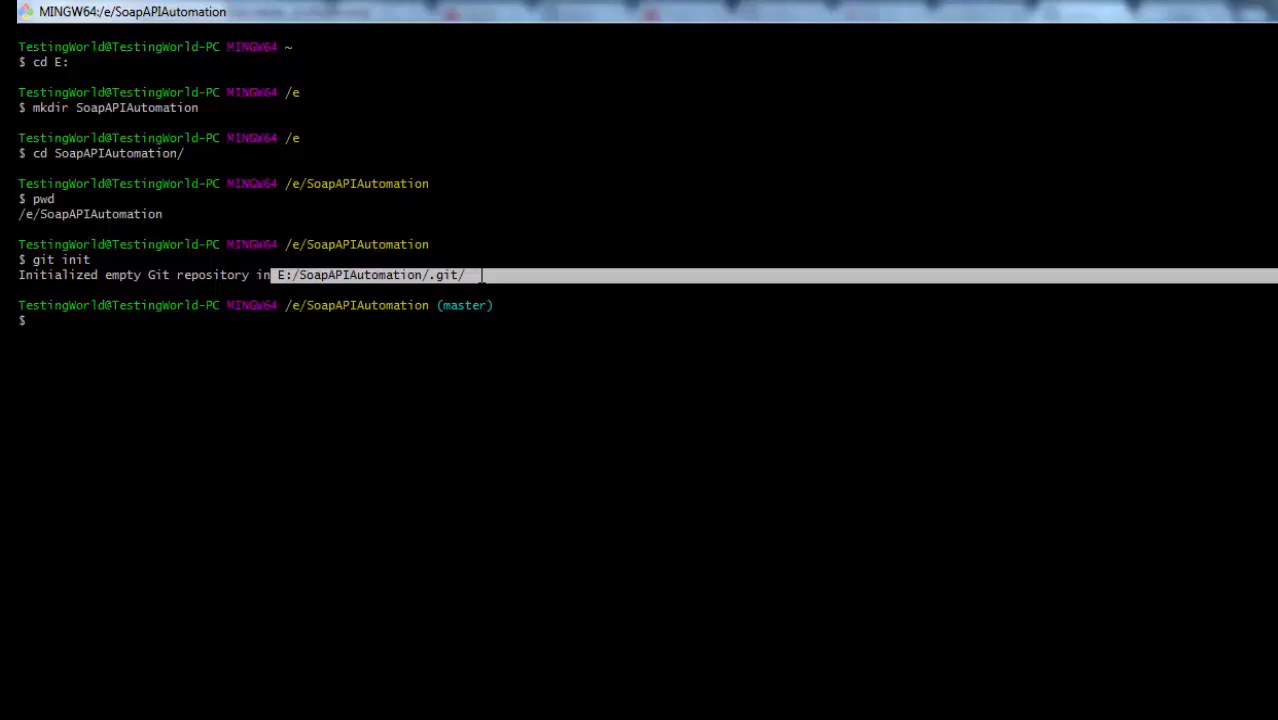 MINGW64:/e/SoapAPIAutomation
TestingWorld@TestingWorld-PC MINGW64 ~
$ cd E:
TestingWorld@TestingWorld-PC MINGW64 /e
$ mkdir SoapAPIAutomation
TestingWorld@TestingWorld-PC MINGW64 /e
$ cd SoapAPIAutomation/
TestingWorld@TestingWorld-PC MINGW64 /e/SoapAPIAutomation
$ pwd
/e/SoapAPIAutomation
TestingWorld@TestingWorld-PC MINGW64 /e/SoapAPIAutomation
$ git init
Initialized empty Git repository in E:/SoapAPIAutomation/.git/
TestingWorld@TestingWorld-PC MINGW64 /e/SoapAPIAutomation (master)
$